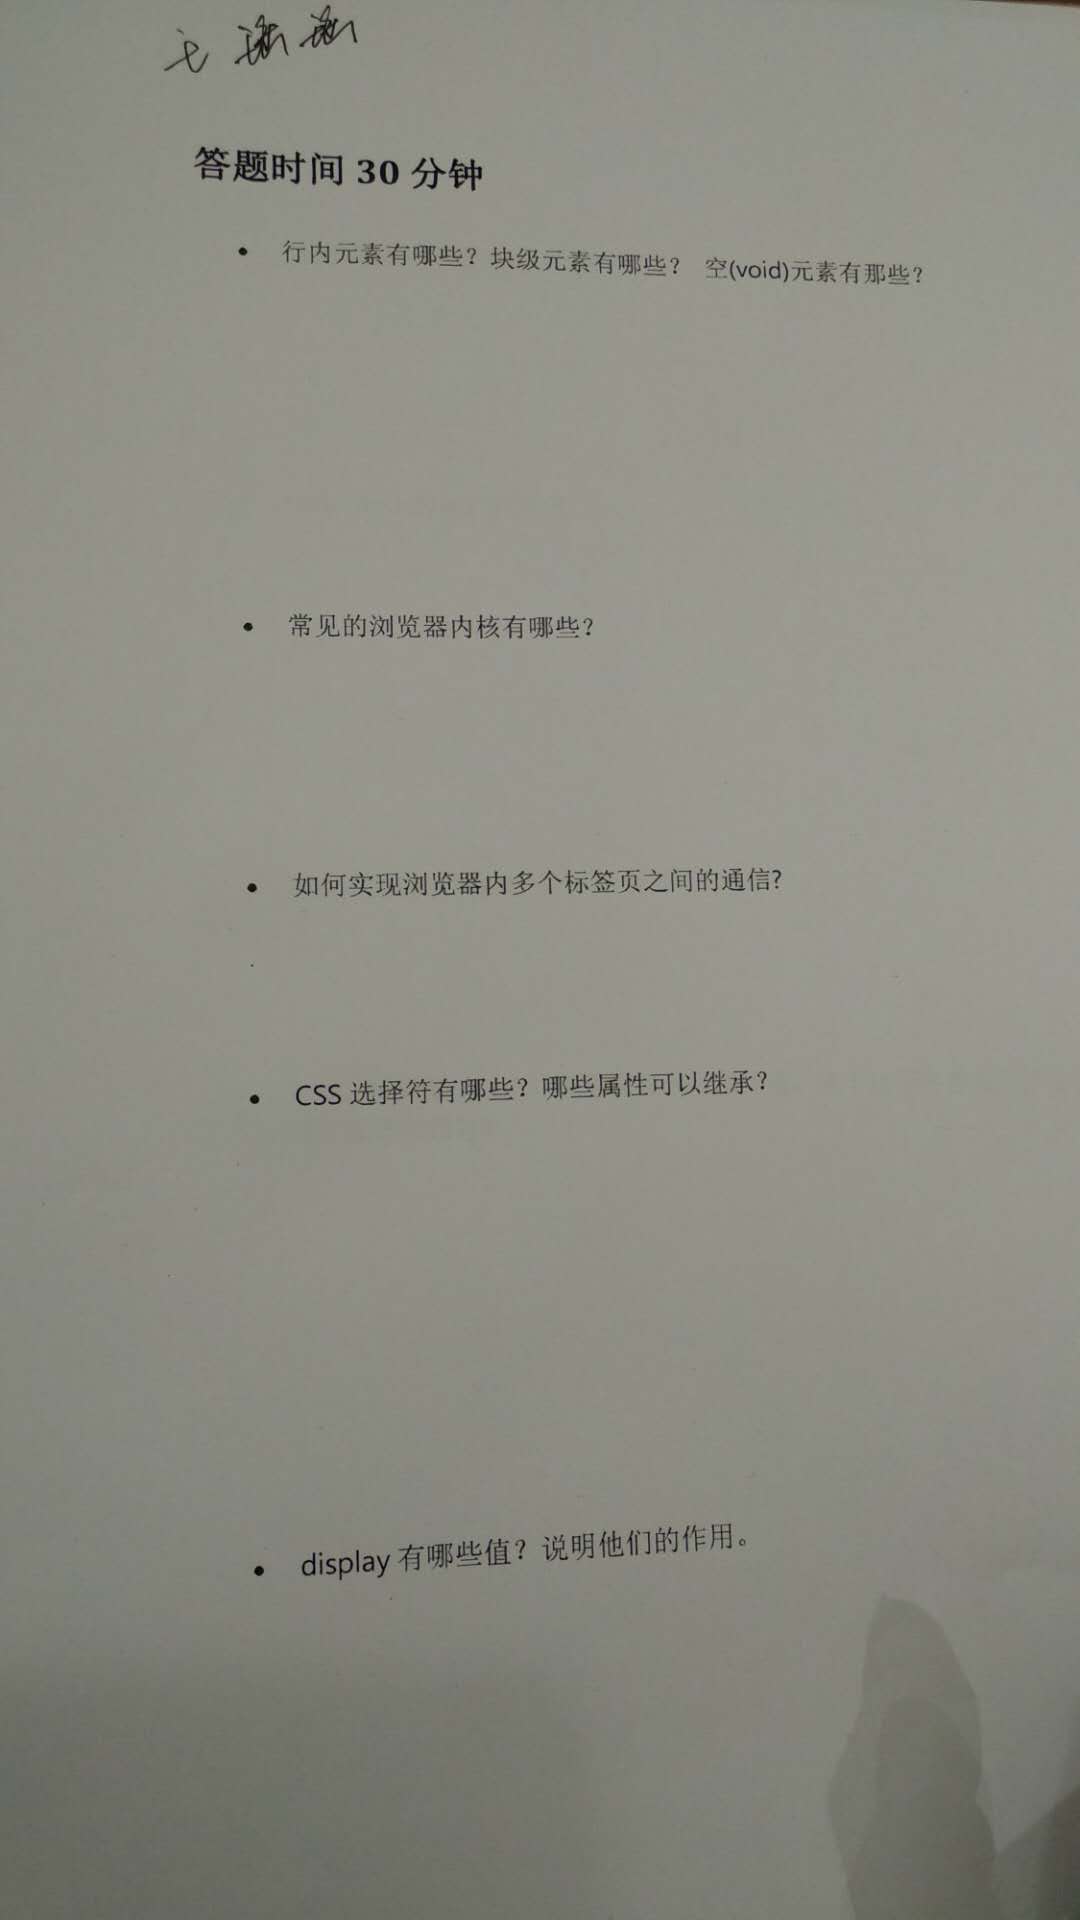 答题时间 30 分钟
行内元素有哪些？块级元素有哪些？ 空(void)元素有那些？
常见的浏览器内核有哪些？
如何实现浏览器内多个标签页之间的通信?
CSS 选择符有哪些？哪些属性可以继承？
display 有哪些值？说明他们的作用。